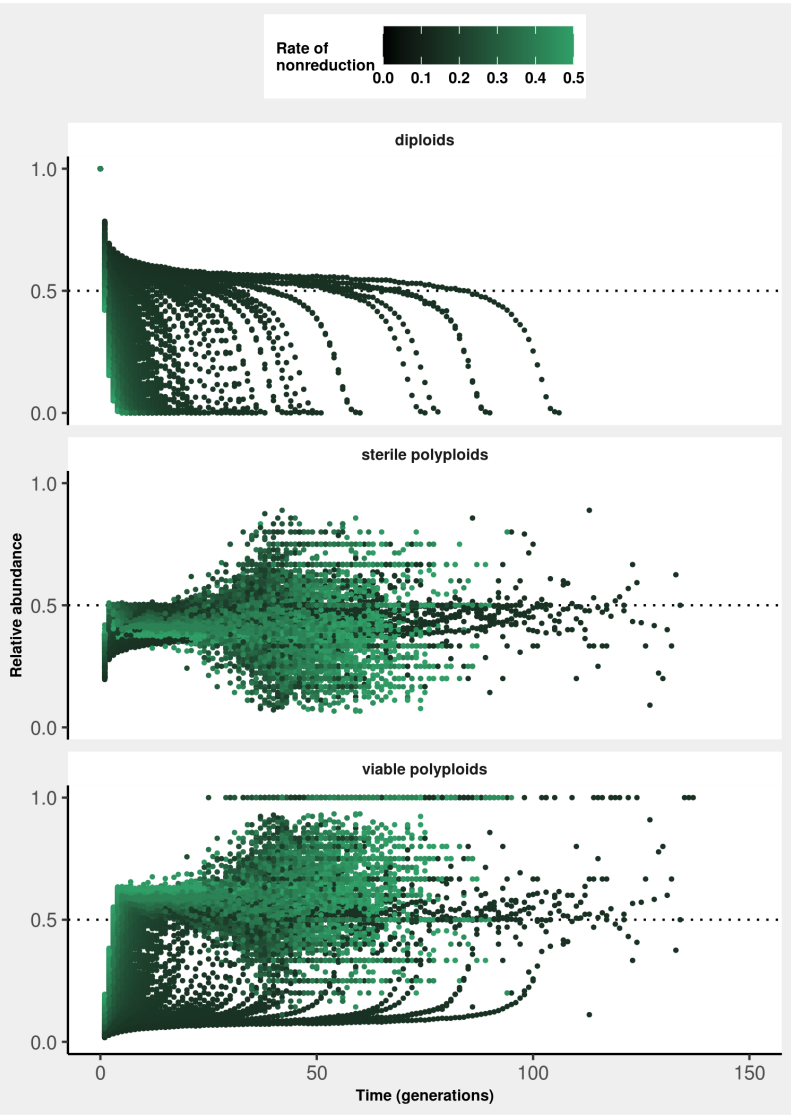 Rate of
nonreduction
0.0 0.1 0.2 0.3 0.4 0.5
diploids
1.0
0.5
0.0
sterile polyploids
1.0
0.5
0.0
Relative abundance
viable polyploids
1.0
0.5
0.0
0 50 100 150
Time (generations)